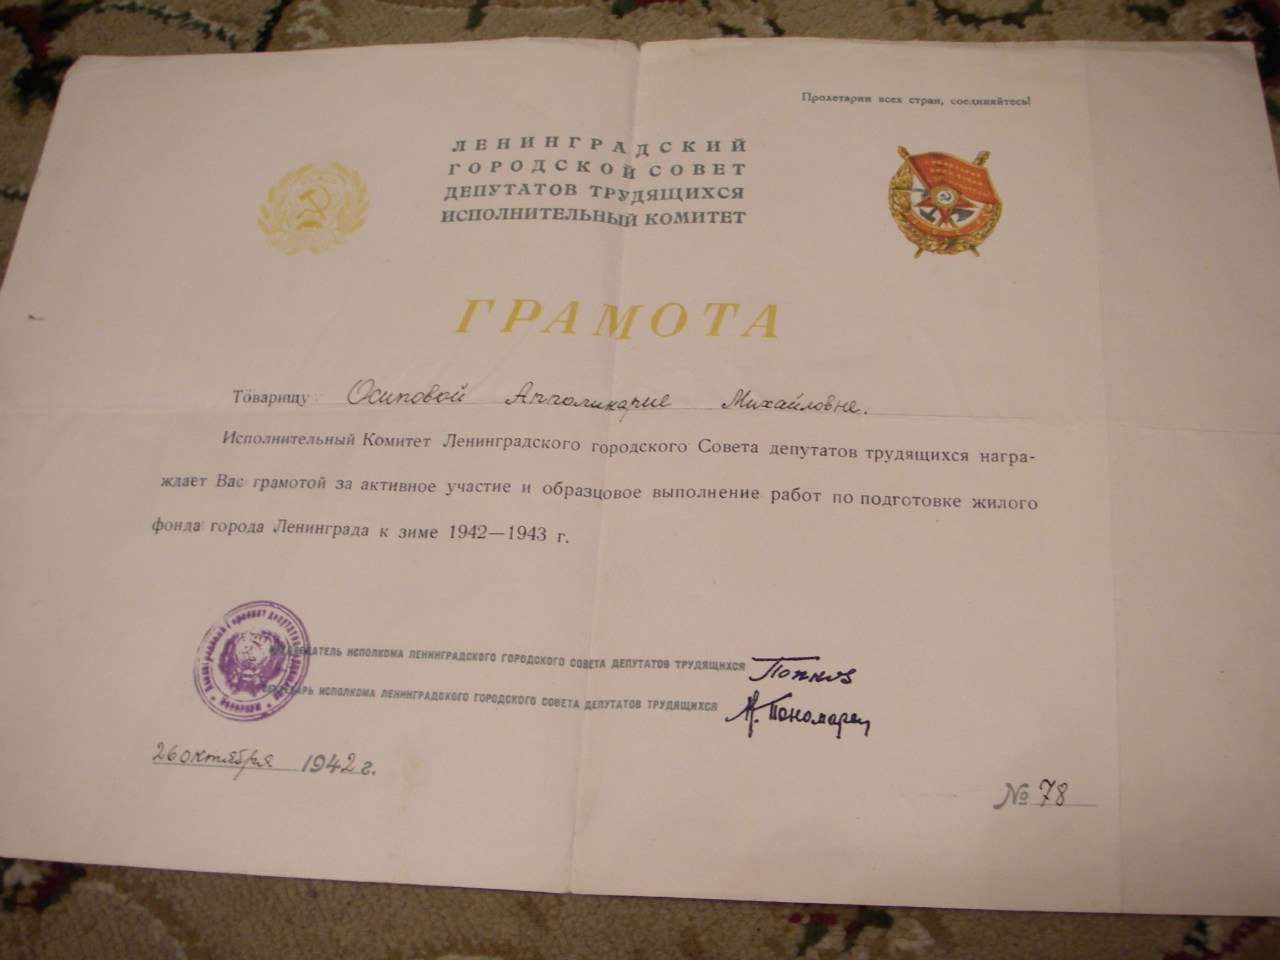 Пролетарии всех стран, соединяйтесь!
ЛЕНИНГРАДСКИЙ
ГОРОДСКОЙ СОВЕТ
ДЕПУТАТОВ ТРУДЯЩИХСЯ
ИСПОЛНИТЕЛЬНЫЙ КОМИТЕТ
ГРАМОТА
Товарищу Осиповой Апполинарие Михайловне.
Исполнительный Комитет Ленинградского городского Совета депутатов трудящихся награ-
ждает Вас грамотой за активное участие и образцовое выполнение работ по подготовке жилого
фонда города Ленинграда к зиме 1942—1943 г.
ПРЕДСЕДАТЕЛЬ ИСПОЛКОМА ЛЕНИНГРАДСКОГО ГОРОДСКОГО СОВЕТА ДЕПУТАТОВ ТРУДЯЩИХСЯ Попков
СЕКРЕТАРЬ ИСПОЛКОМА ЛЕНИНГРАДСКОГО ГОРОДСКОГО СОВЕТА ДЕПУТАТОВ ТРУДЯЩИХСЯ А. Пономарев
26 октября 1942 г.
№ 78